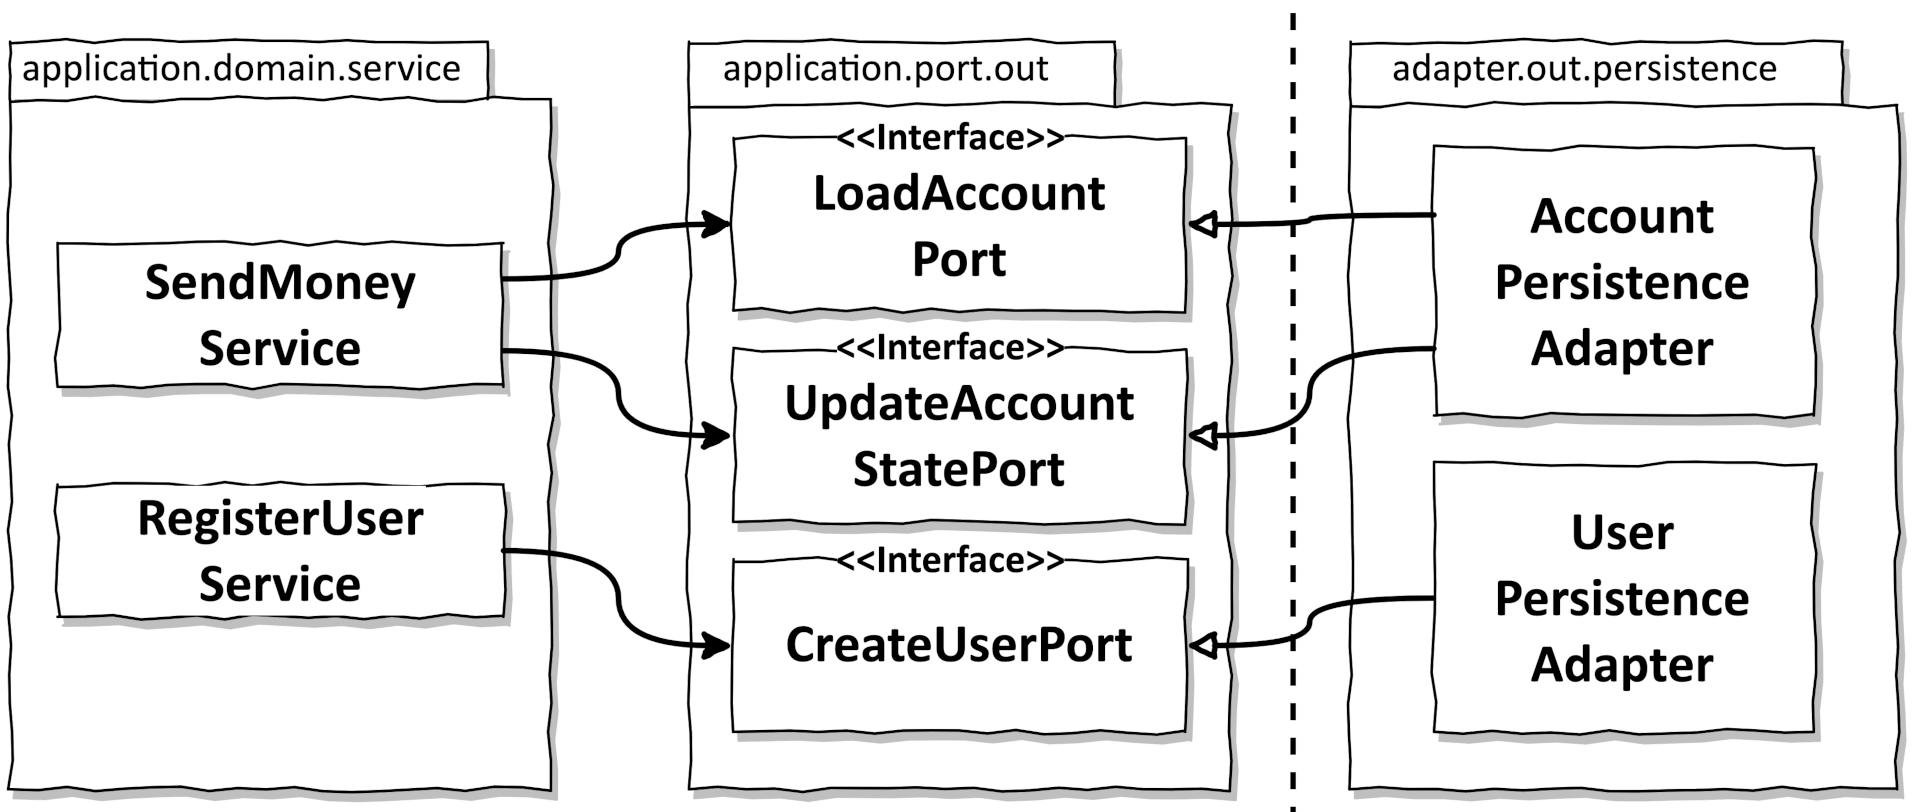 application.domain.service
SendMoney
Service
RegisterUser
Service
application.port.out
<<Interface>>
LoadAccount
Port
<<Interface>>
UpdateAccount
StatePort
<<Interface>>
CreateUserPort
adapter.out.persistence
Account
Persistence
Adapter
User
Persistence
Adapter